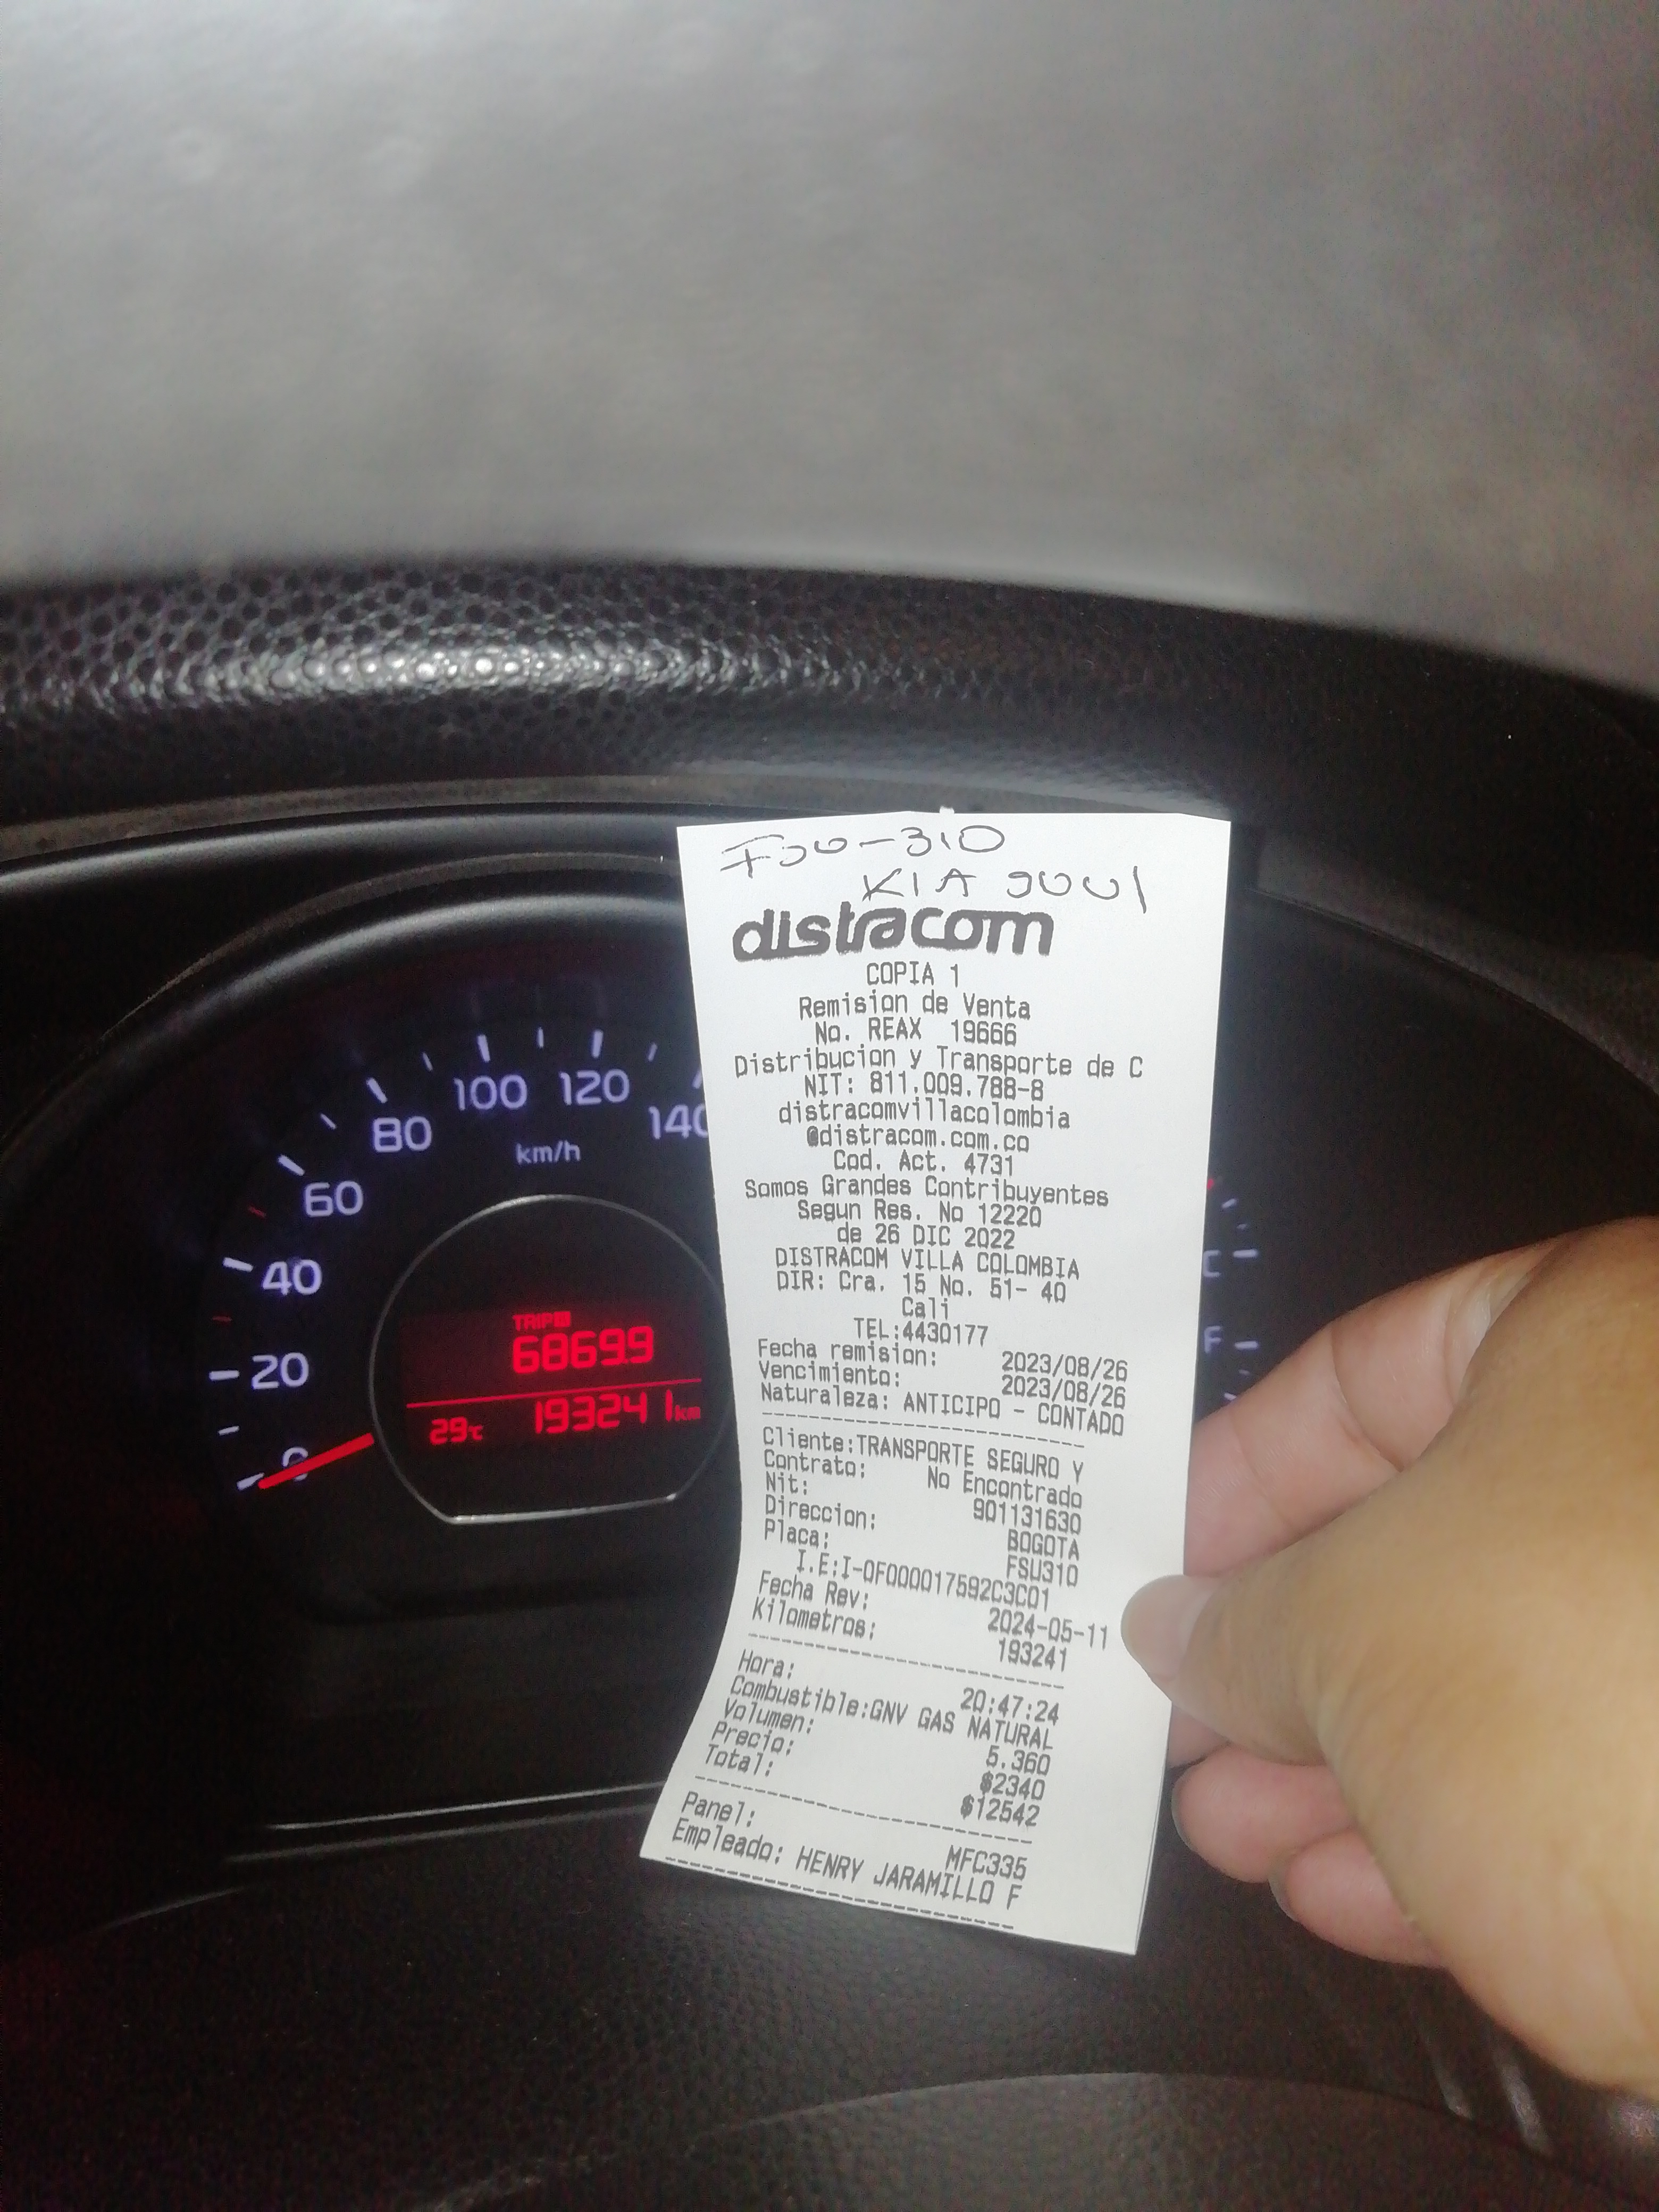 FSU-310
KIA SOUL
distracom
COPIA 1
Remision de Venta
No. REAX 19666
Distribucion y Transporte de C
NIT: 811.009.788-8
distracomvillacolombia
@distracom.com.co
Cod. Act. 4731
Somos Grandes Contribuyentes
Segun Res. No 12220
de 26 DIC 2022
DISTRACOM VILLA COLOMBIA
DIR: Cra. 15 No. 51- 40
Cali
TEL:4430177
Fecha remision: 2023/08/26
Vencimiento: 2023/08/26
Naturaleza: ANTICIPO - CONTADO
Cliente:TRANSPORTE SEGURO Y
Contrato: No Encontrado
Nit: 901131630
Direccion: BOGOTA
Placa: FSU310
I.E:I-0F000017592C3C01
Fecha Rev: 2024-05-11
Kilometros: 193241
Hora: 20:47:24
Combustible:GNV GAS NATURAL
Volumen: 5.360
Precio: $2340
Total: $12542
Panel: MFC335
Empleado: HENRY JARAMILLO F
0
20
40
60
80
100
120
140
km/h
TRIP
6869.9
29°C 193241 km
C
F